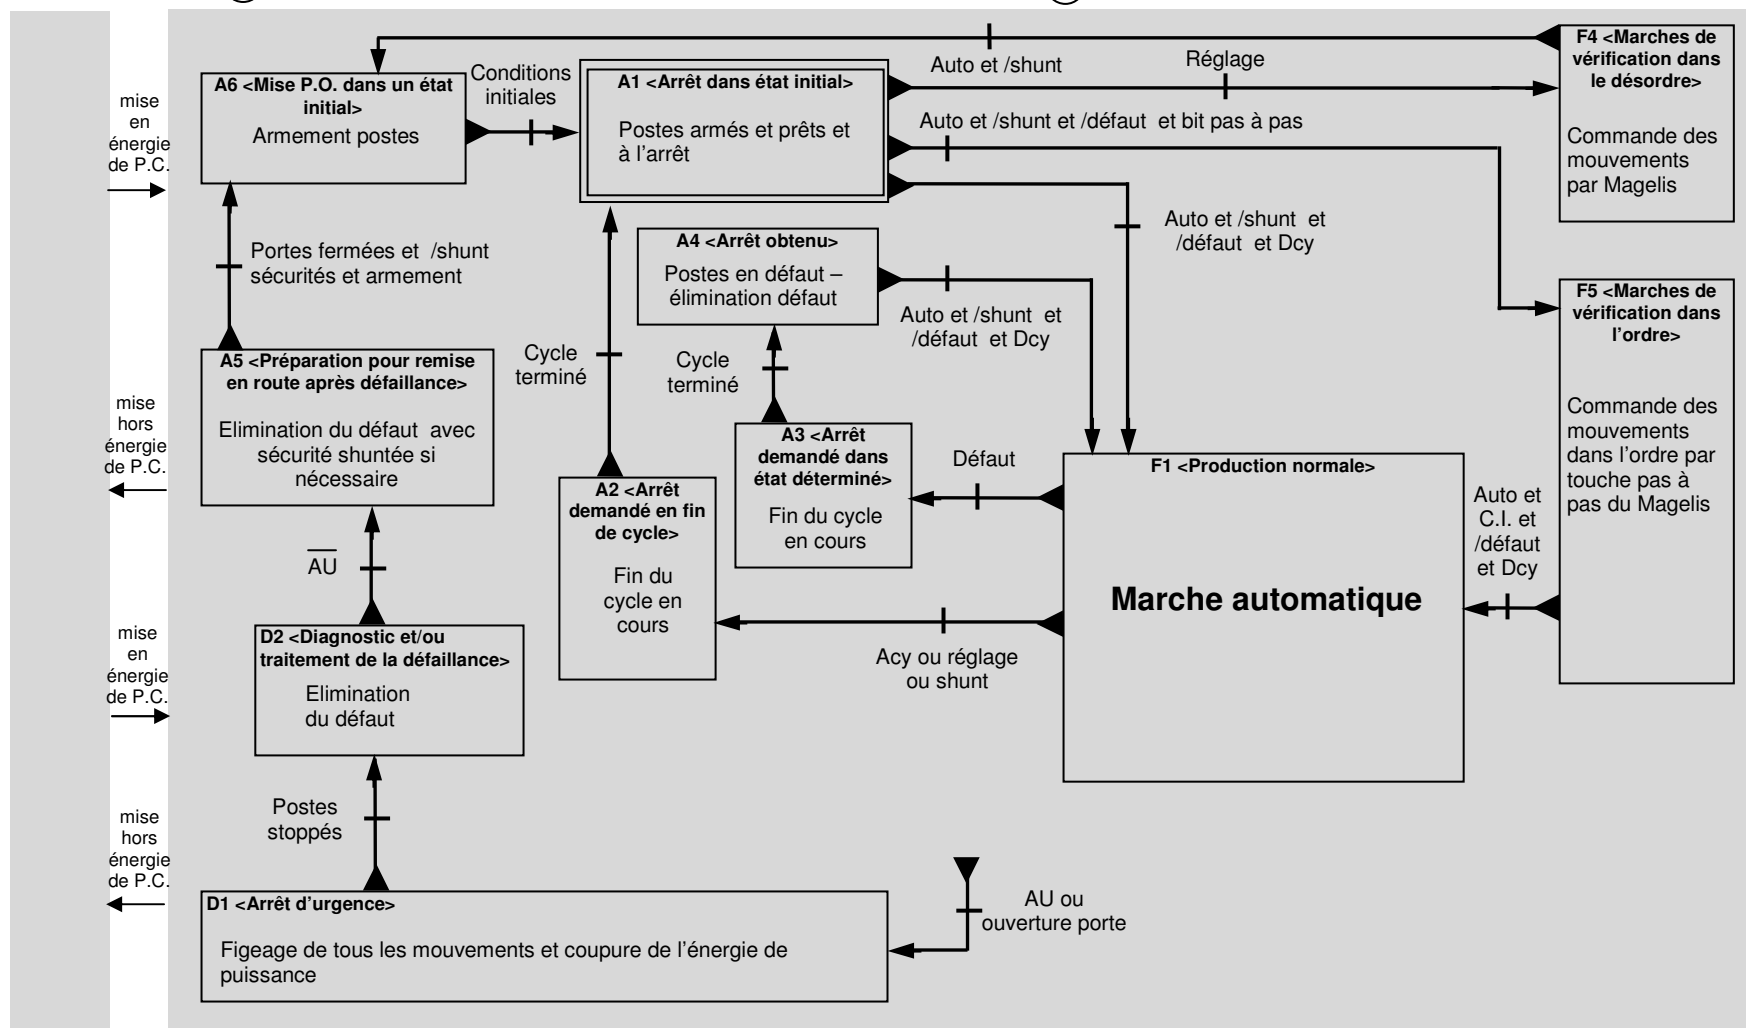 mise
en
énergie
de P.C.
mise
hors
énergie
de P.C.
mise
en
énergie
de P.C.
mise
hors
énergie
de P.C.
A6 <Mise P.O. dans un état
initial>
Armement postes
Conditions
initiales
A1 <Arrêt dans état initial>
Postes armés et prêts et
à l'arrêt
Auto et /shunt
Réglage
Auto et /shunt et /défaut et bit pas à pas
Auto et /shunt et
/défaut et Dcy
F4 <Marches de
vérification dans
le désordre>
Commande des
mouvements
par Magelis
Portes fermées et /shunt
sécurités et armement
A4 <Arrêt obtenu>
Postes en défaut –
élimination défaut
Auto et /shunt et
/défaut et Dcy
F5 <Marches de
vérification dans
l'ordre>
Commande des
mouvements
dans l'ordre par
touche pas à
pas du Magelis
A5 <Préparation pour remise
en route après défaillance>
Elimination du défaut avec
sécurité shuntée si
nécessaire
Cycle
terminé
Cycle
terminé
A3 <Arrêt
demandé dans
état déterminé>
Fin du cycle
en cours
Défaut
F1 <Production normale>
Marche automatique
Auto et
C.I. et
/défaut
et Dcy
A2 <Arrêt
demandé en fin
de cycle>
Fin du
cycle en
cours
Acy ou réglage
ou shunt
AU
D2 <Diagnostic et/ou
traitement de la défaillance>
Elimination
du défaut
Postes
stoppés
D1 <Arrêt d'urgence>
Figeage de tous les mouvements et coupure de l'énergie de
puissance
AU ou
ouverture porte